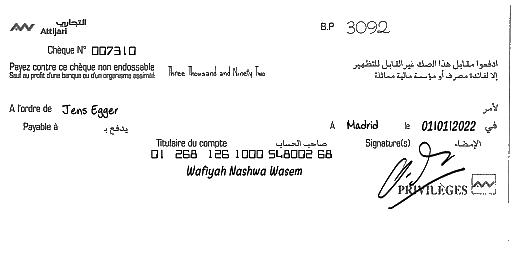 التجاري
Attijari
B.P 3092
Chèque N° 007310
Payez contre ce chèque non endossable
Sauf au profit d'une banque ou d'un organisme assimilé
Three Thousand and Ninety Two
ادفعوا مقابل هذا الصك غير القابل للتظهير
إلا لفائدة مصرف أو مؤسسة مالية مماثلة
A l'ordre de Jens Egger لأمر
Payable à يدفع بـ A Madrid le 01/01/2022 في
Titulaire du compte صاحب الحساب Signature(s) الإمضاء
01 268 126 1000 548002 68
Wafiyah Nashwa Wasem
PRIVILÈGES